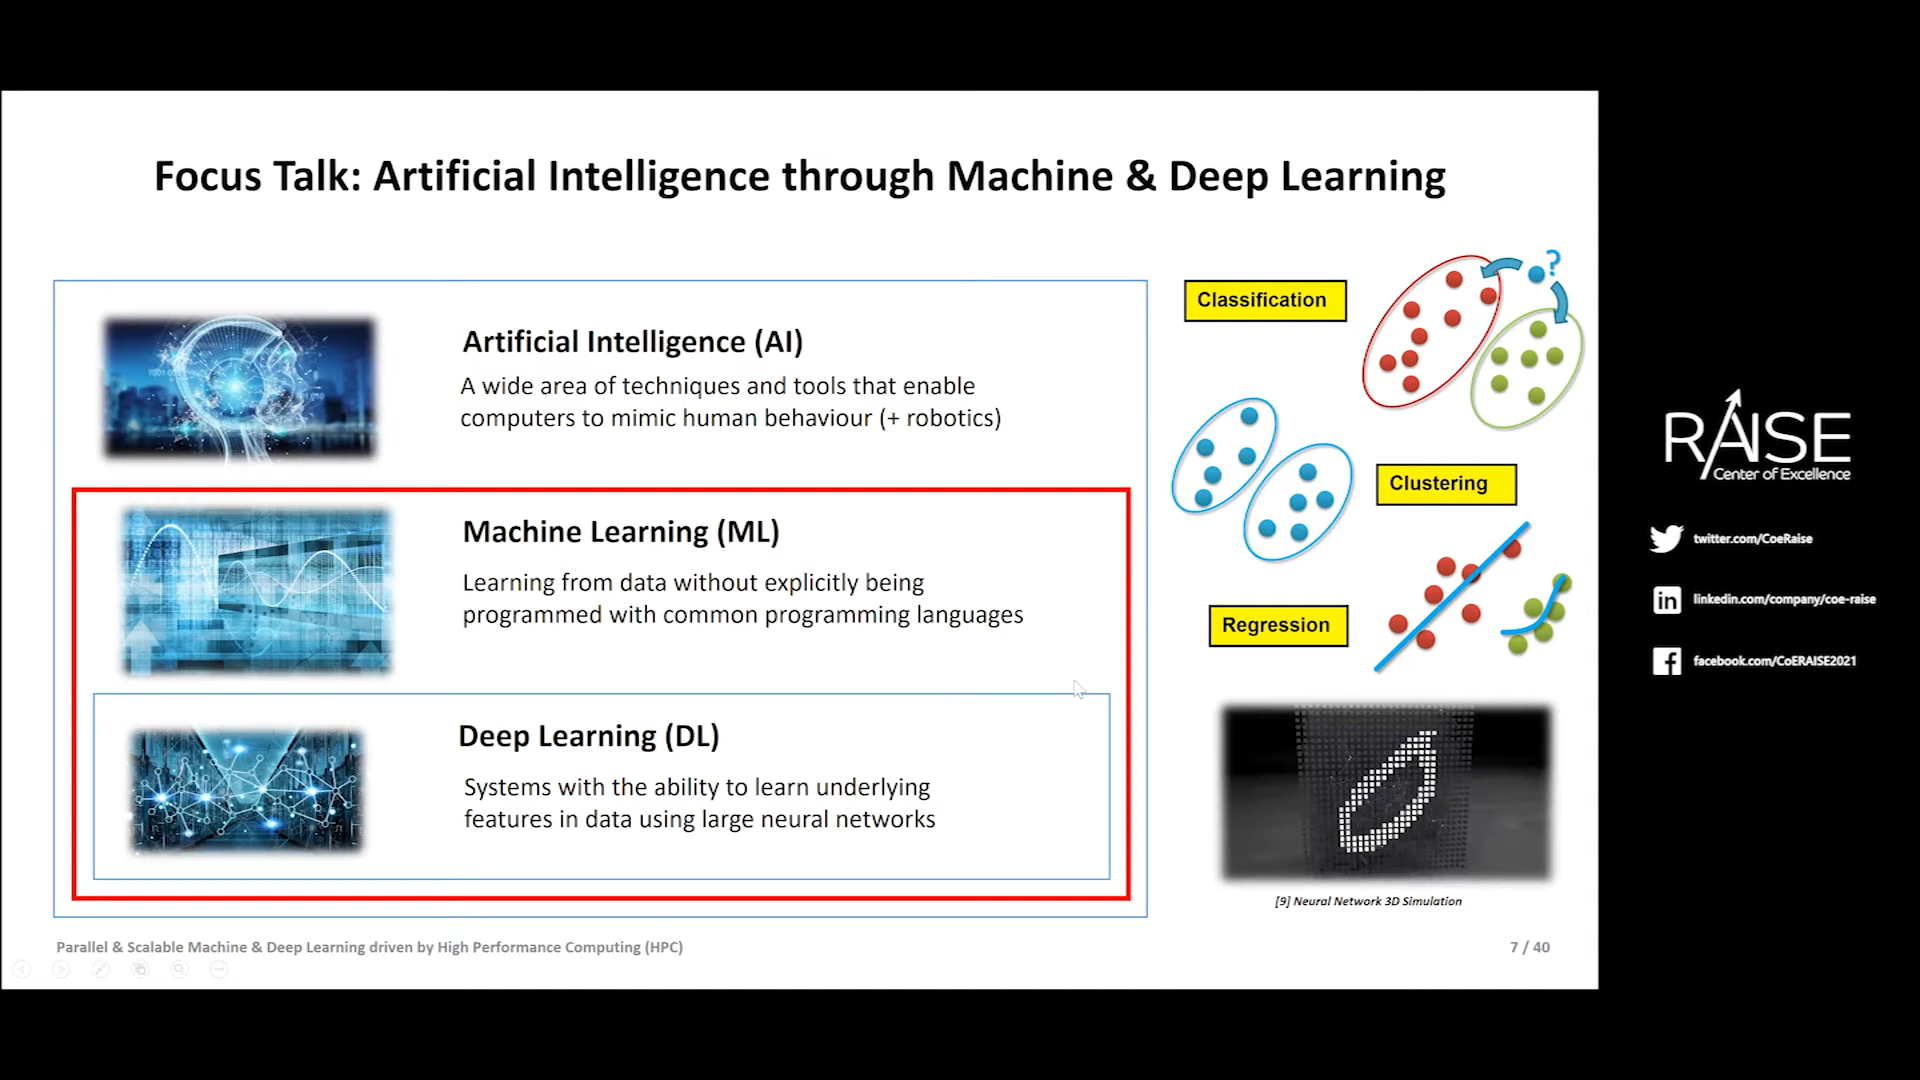 Focus Talk: Artificial Intelligence through Machine & Deep Learning
Artificial Intelligence (AI)
A wide area of techniques and tools that enable
computers to mimic human behaviour (+ robotics)
Machine Learning (ML)
Learning from data without explicitly being
programmed with common programming languages
Deep Learning (DL)
Systems with the ability to learn underlying
features in data using large neural networks
Classification
?
Clustering
Regression
[9] Neural Network 3D Simulation
Parallel & Scalable Machine & Deep Learning driven by High Performance Computing (HPC)
7 / 40
RAISE
Center of Excellence
twitter.com/CoeRaise
linkedin.com/company/coe-raise
facebook.com/CoERAISE2021